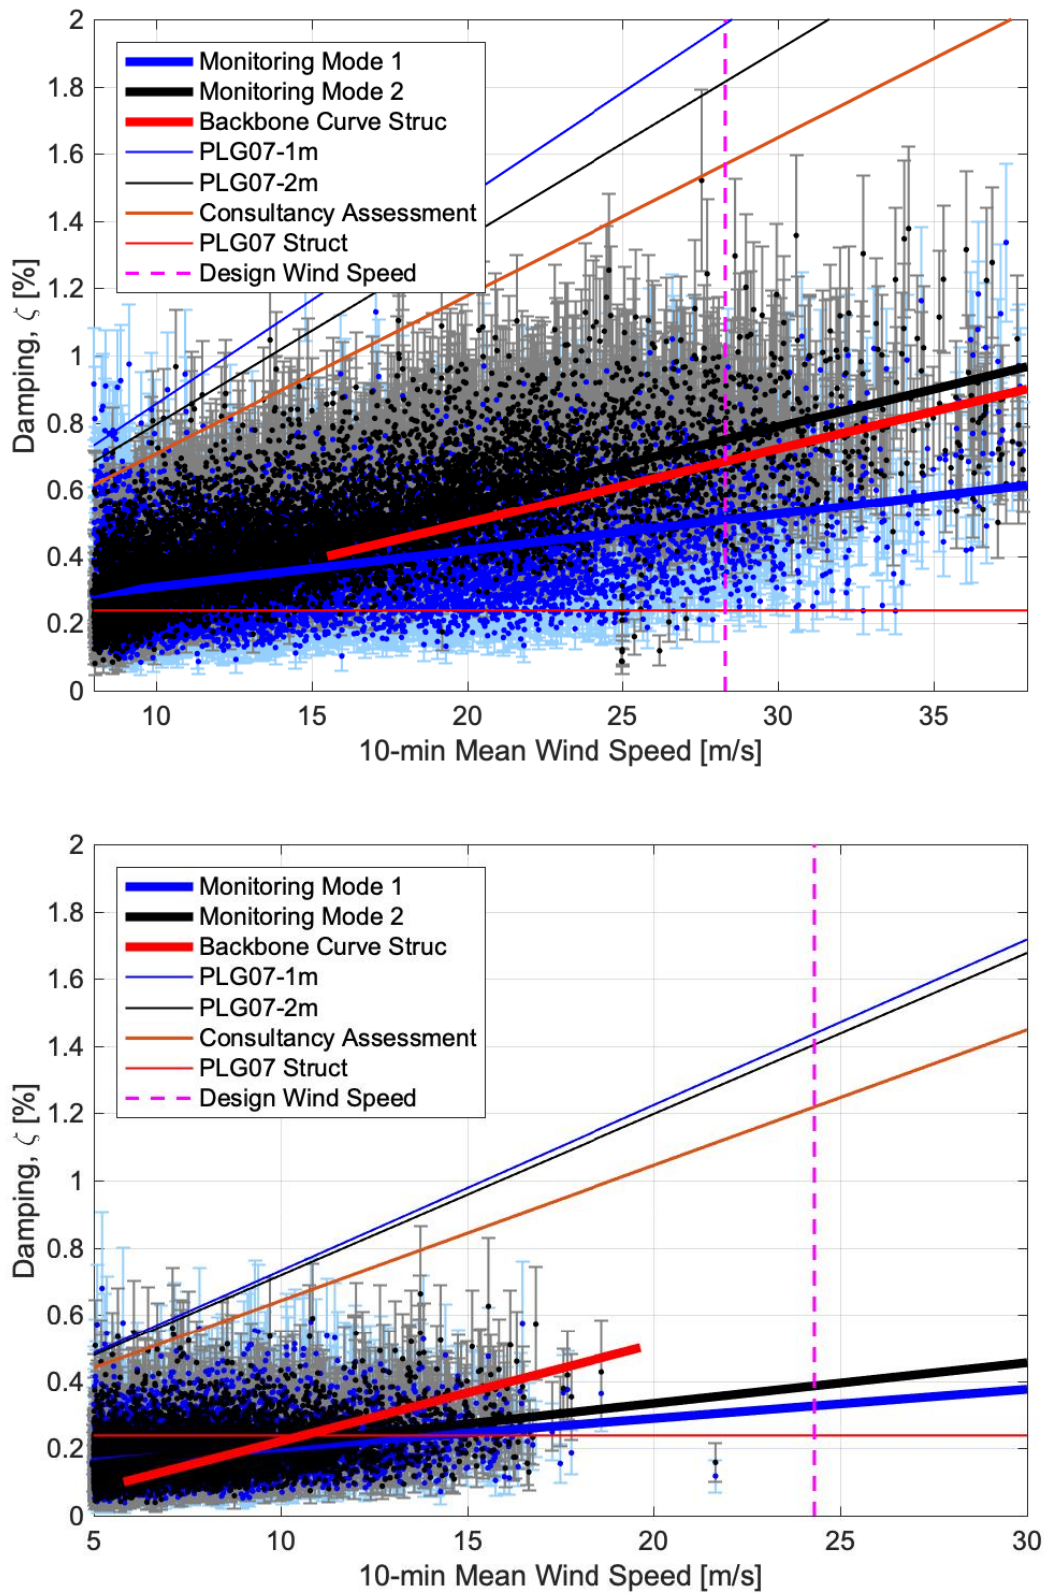 2
1.8
1.6
1.4
1.2
1
0.8
0.6
0.4
0.2
0
Damping, ζ [%]
Monitoring Mode 1
Monitoring Mode 2
Backbone Curve Struc
PLG07-1m
PLG07-2m
Consultancy Assessment
PLG07 Struct
Design Wind Speed
10 15 20 25 30 35
10-min Mean Wind Speed [m/s]
2
1.8
1.6
1.4
1.2
1
0.8
0.6
0.4
0.2
0
Damping, ζ [%]
Monitoring Mode 1
Monitoring Mode 2
Backbone Curve Struc
PLG07-1m
PLG07-2m
Consultancy Assessment
PLG07 Struct
Design Wind Speed
5 10 15 20 25 30
10-min Mean Wind Speed [m/s]